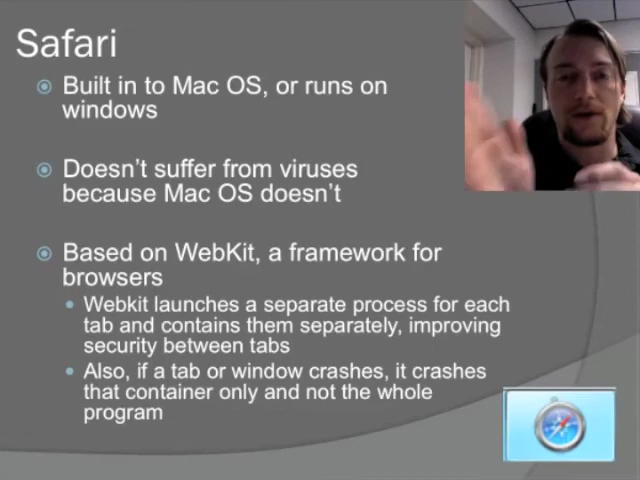 Safari
Built in to Mac OS, or runs on
windows
Doesn't suffer from viruses
because Mac OS doesn't
Based on WebKit, a framework for
browsers
Webkit launches a separate process for each
tab and contains them separately, improving
security between tabs
Also, if a tab or window crashes, it crashes
that container only and not the whole
program